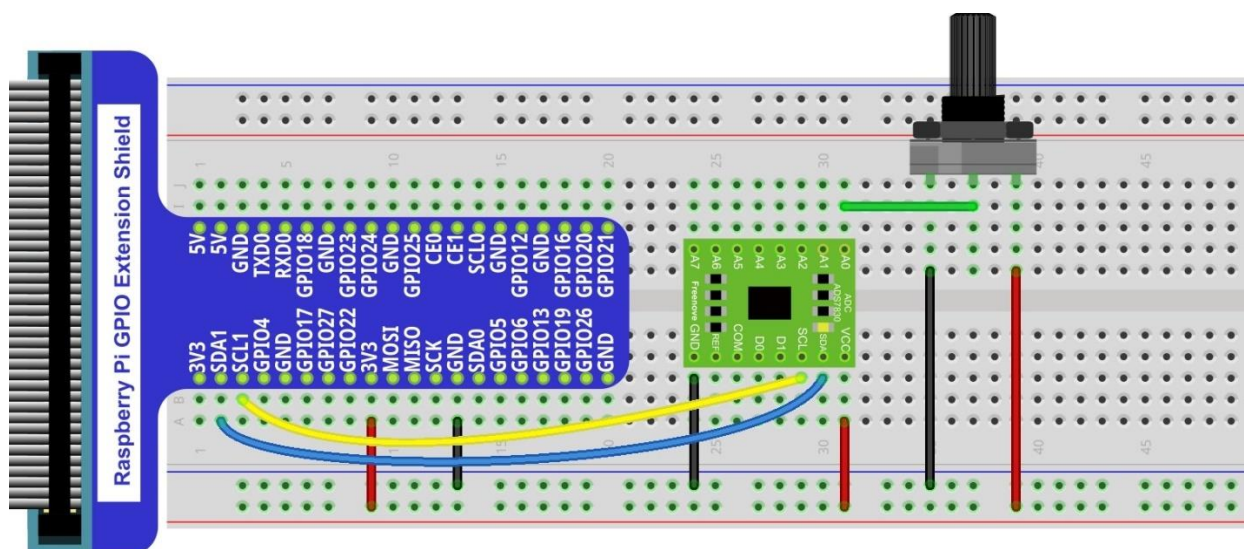 Raspberry Pi GPIO Extension Shield
1 5 10 15 20 25 30 40 45
J
I
5V
5V
GND
TXD0
RXD0
GPIO18
GND
GPIO23
GPIO24
GND
GPIO25
CE0
CE1
SCL0
GND
GPIO12
GND
GPIO16
GPIO20
GPIO21
3V3
SDA1
SCL1
GPIO4
GND
GPIO17
GPIO27
GPIO22
3V3
MOSI
MISO
SCK
GND
SDA0
GPIO5
GPIO6
GPIO13
GPIO19
GPIO26
GND
A7
A6
A5
A4
A3
A2
A1
A0
Freenove
ADC
ADS7830
GND
REF
COM
D0
D1
SCL
SDA
VCC
B
A
1 10 15 20 25 30 40 45